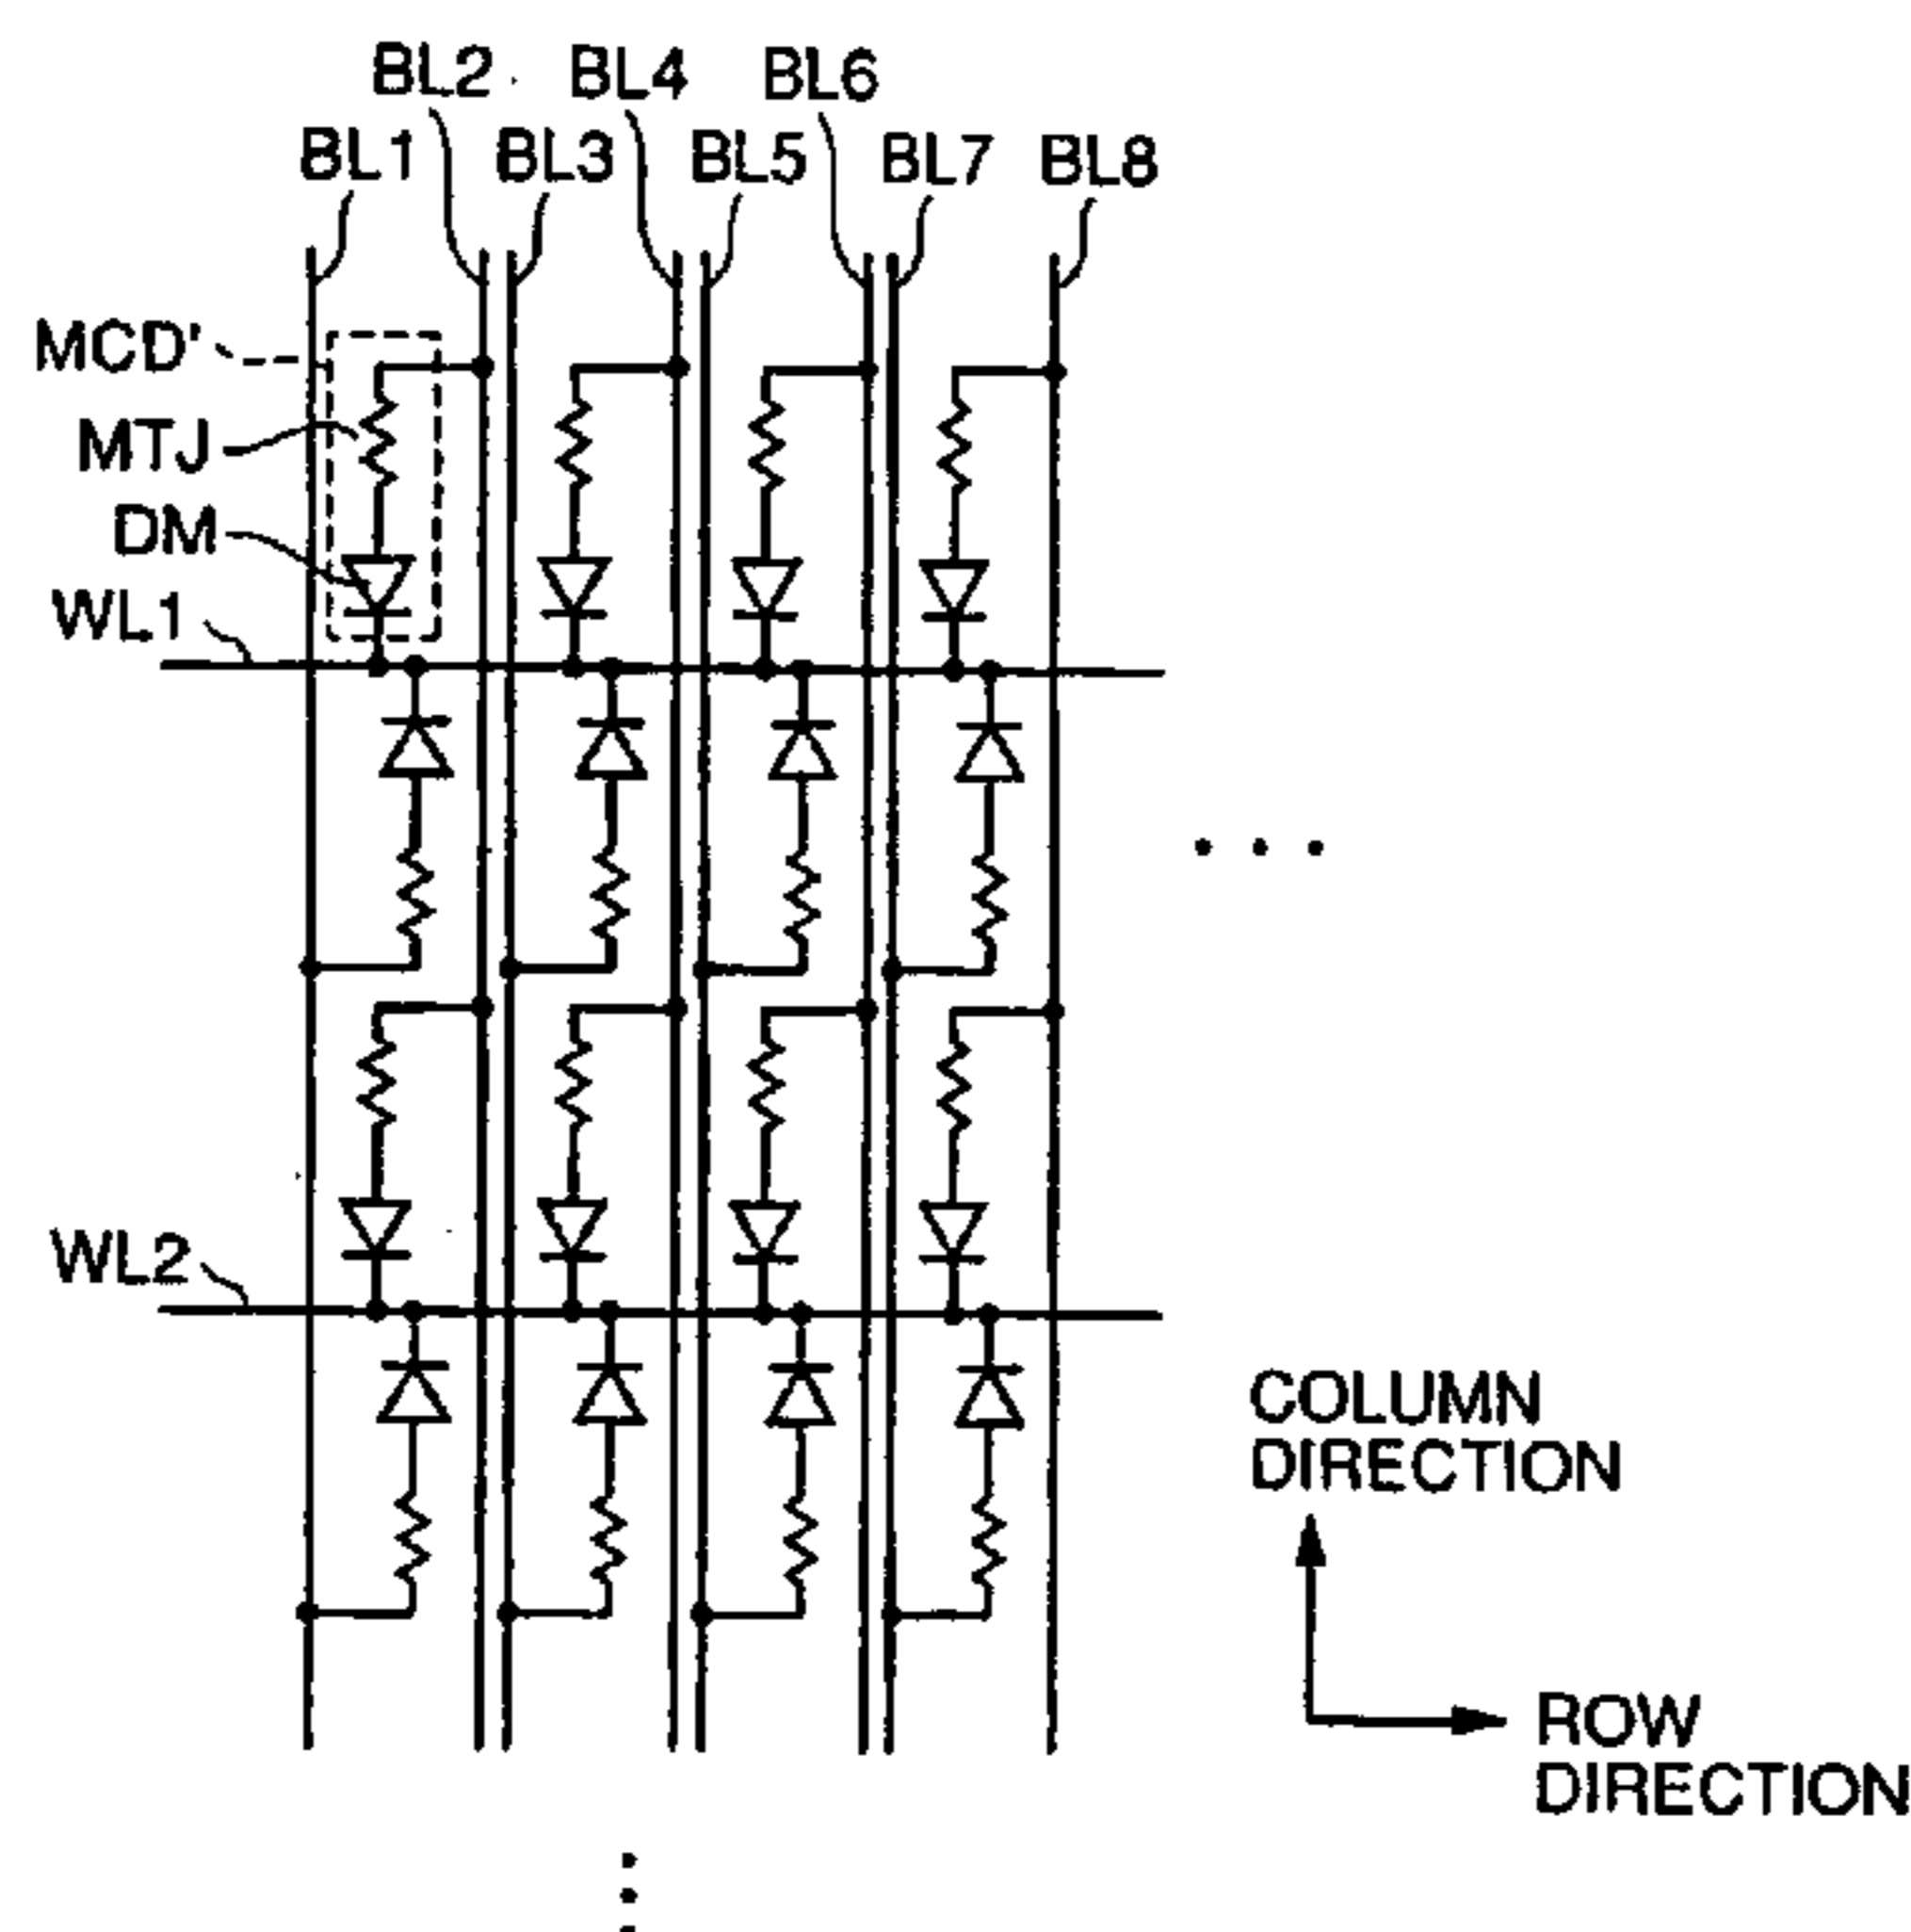 BL2 BL4 BL6
BL1 BL3 BL5 BL7 BL8
MCD'
MTJ
DM
WL1
WL2
COLUMN
DIRECTION
ROW
DIRECTION